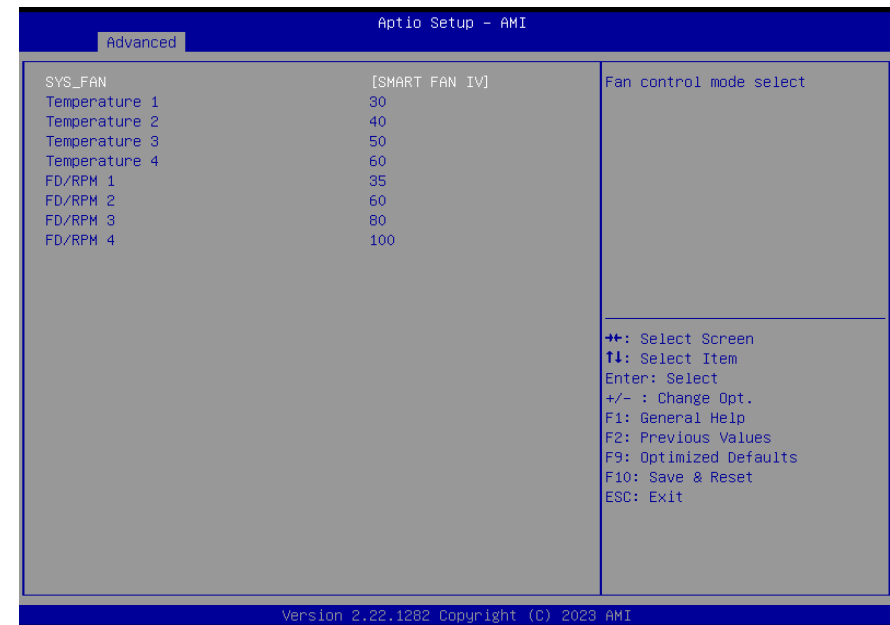 Aptio Setup – AMI
Advanced
SYS_FAN [SMART FAN IV]
Temperature 1 30
Temperature 2 40
Temperature 3 50
Temperature 4 60
FD/RPM 1 35
FD/RPM 2 60
FD/RPM 3 80
FD/RPM 4 100
Fan control mode select
→←: Select Screen
↑↓: Select Item
Enter: Select
+/- : Change Opt.
F1: General Help
F2: Previous Values
F9: Optimized Defaults
F10: Save & Reset
ESC: Exit
Version 2.22.1282 Copyright (C) 2023 AMI